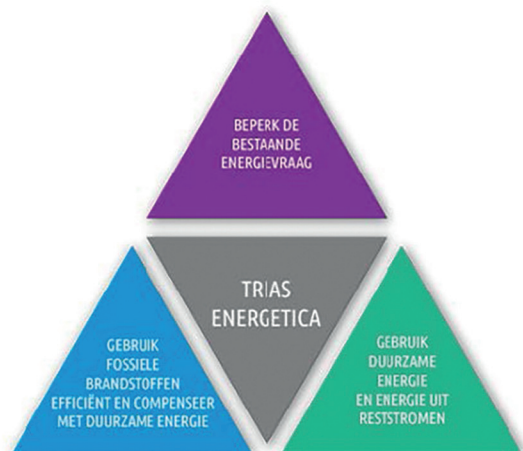 BEPERK DE
BESTAANDE
ENERGIEVRAAG
TRIAS
ENERGETICA
GEBRUIK
FOSSIELE
BRANDSTOFFEN
EFFICIËNT EN COMPENSEER
MET DUURZAME ENERGIE
GEBRUIK
DUURZAME
ENERGIE
EN ENERGIE UIT
RESTSTROMEN